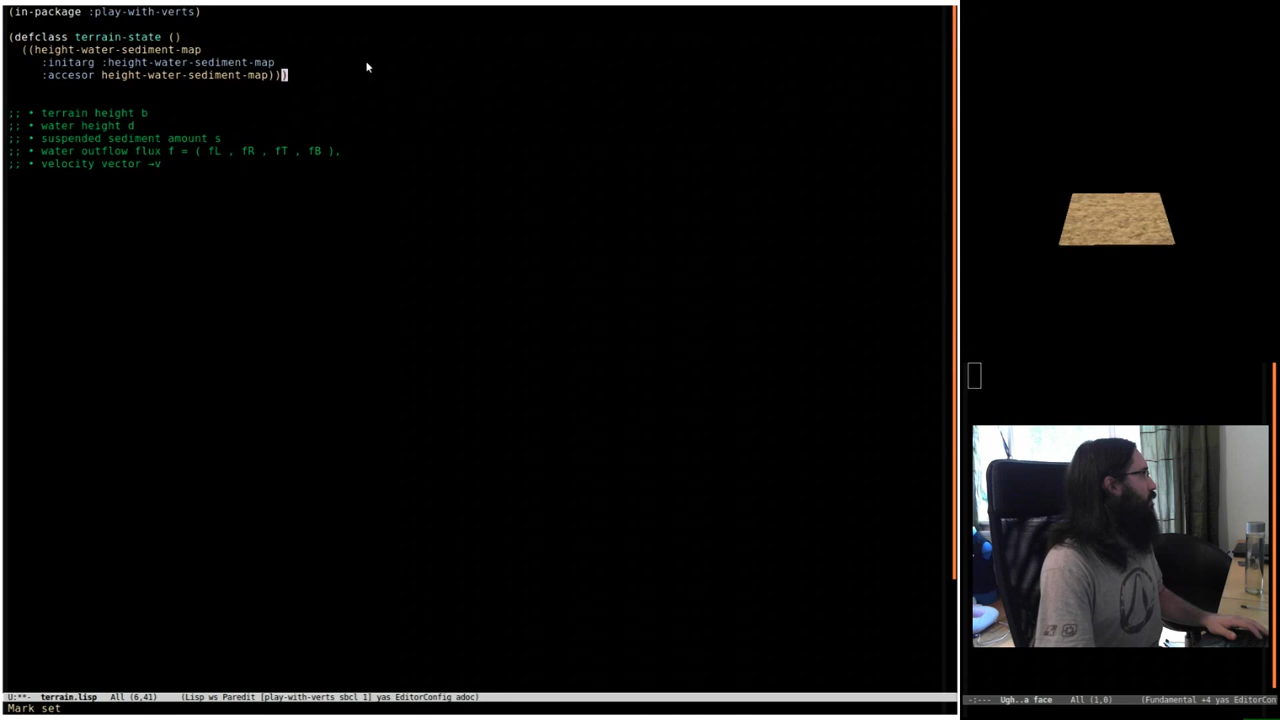 (in-package :play-with-verts)
(defclass terrain-state ()
((height-water-sediment-map
:initarg :height-water-sediment-map
:accesor height-water-sediment-map)))
;; • terrain height b
;; • water height d
;; • suspended sediment amount s
;; • water outflow flux f = ( fL , fR , fT , fB ),
;; • velocity vector →v
U:**- terrain.lisp All (6,41) (Lisp ws Paredit [play-with-verts sbcl 1] yas EditorConfig adoc)
Mark set
-:--- Ugh..a face All (1,0) (Fundamental +4 yas EditorCon